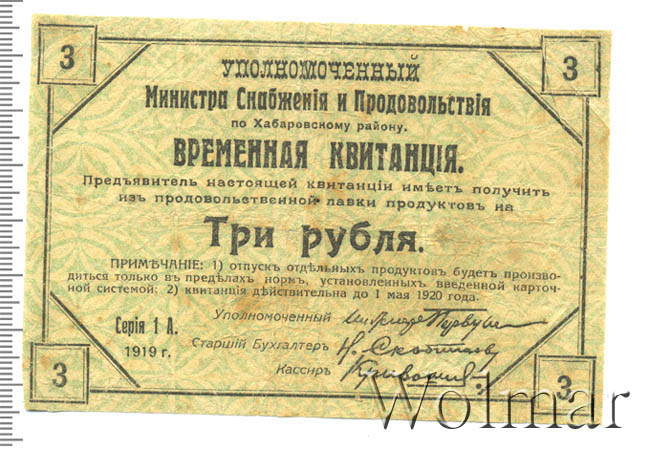 3 3
УПОЛНОМОЧЕННЫЙ
Министра Снабженія и Продовольствія
по Хабаровскому району.
ВРЕМЕННАЯ КВИТАНЦІЯ.
Предъявитель настоящей квитанціи имѣетъ получить
изъ продовольственной лавки продуктовъ на
Три рубля.
ПРИМѢЧАНІЕ: 1) отпускъ отдѣльныхъ продуктовъ будетъ произво-
диться только въ предѣлахъ нормъ, установленныхъ введенной карточ-
ной системой; 2) квитанція дѣйствительна до 1 мая 1920 года.
Серія 1 А.
1919 г.
Уполномоченный
Старшій Бухгалтеръ
Кассиръ
3 3
Wolmar